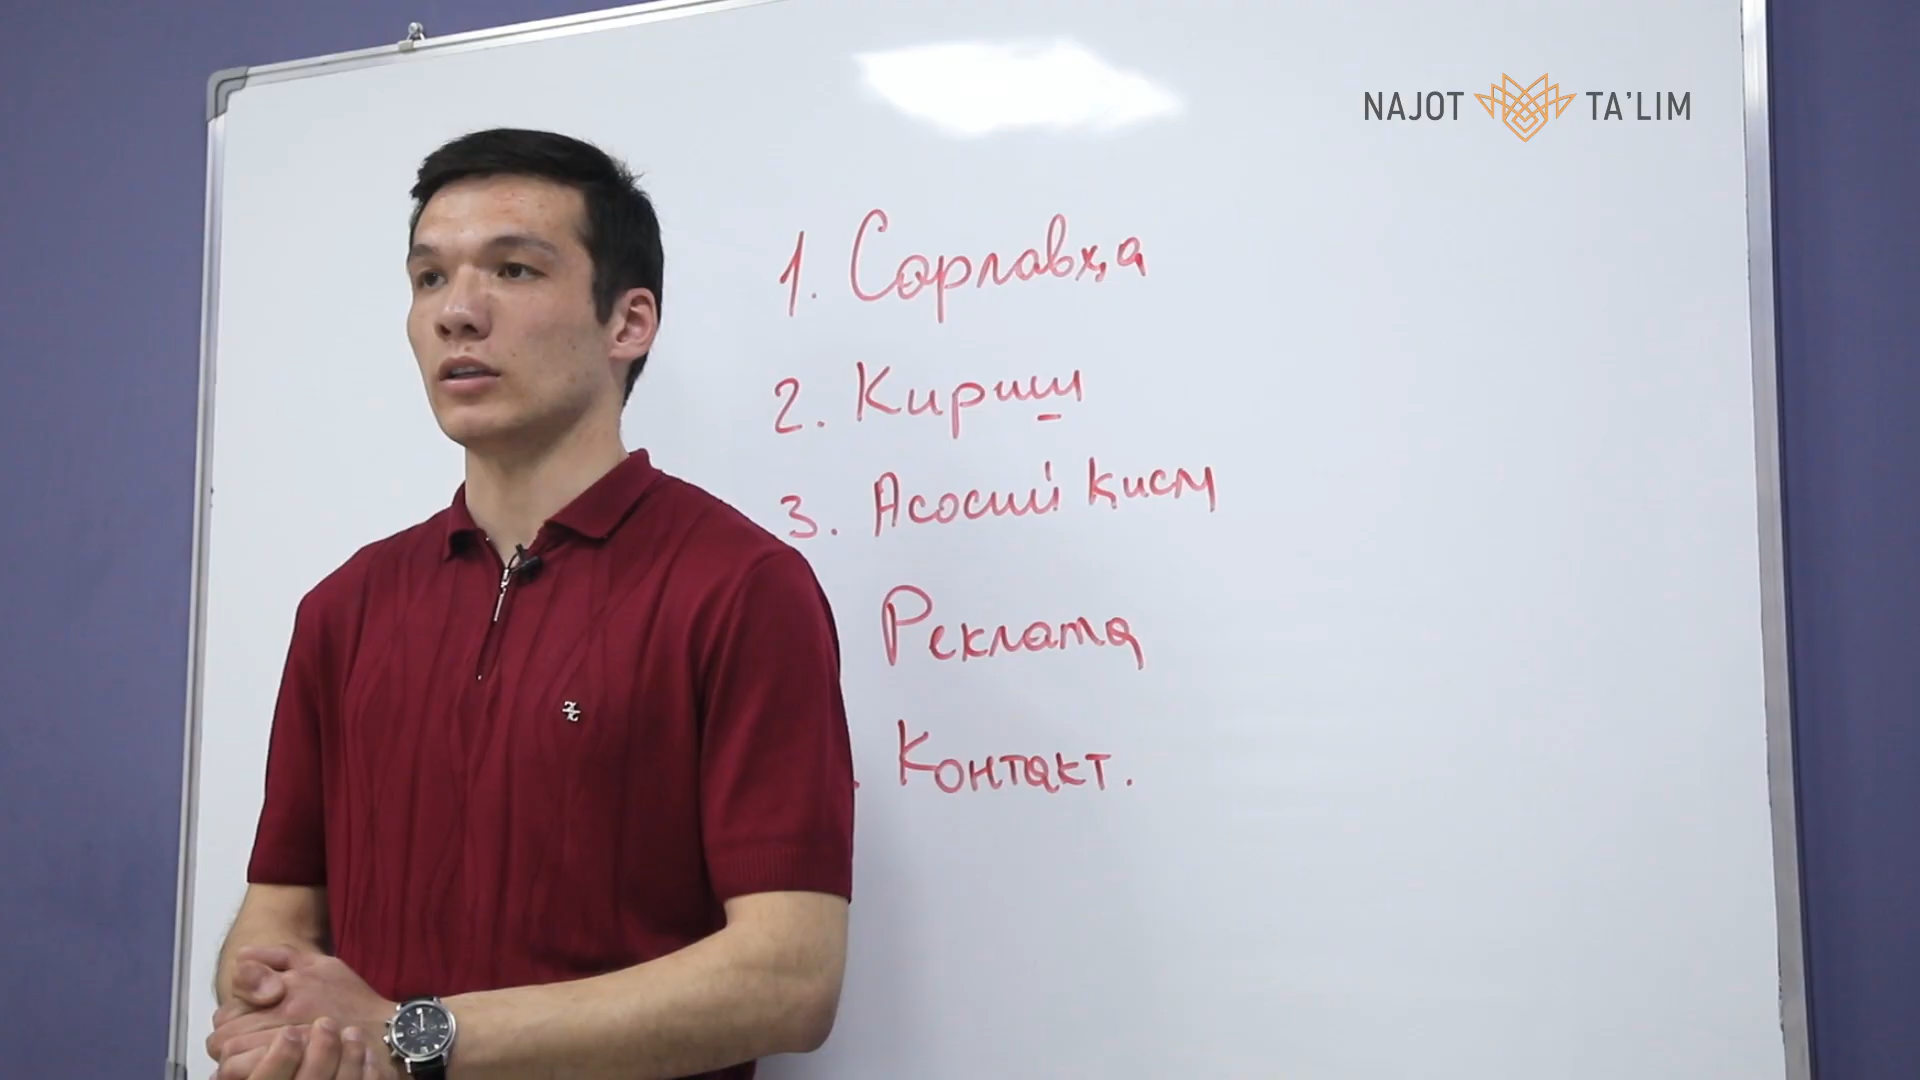 NAJOT TA'LIM
1. Сарлавҳа
2. Кириш
3. Асосий қисм
Реклама
. Контакт.